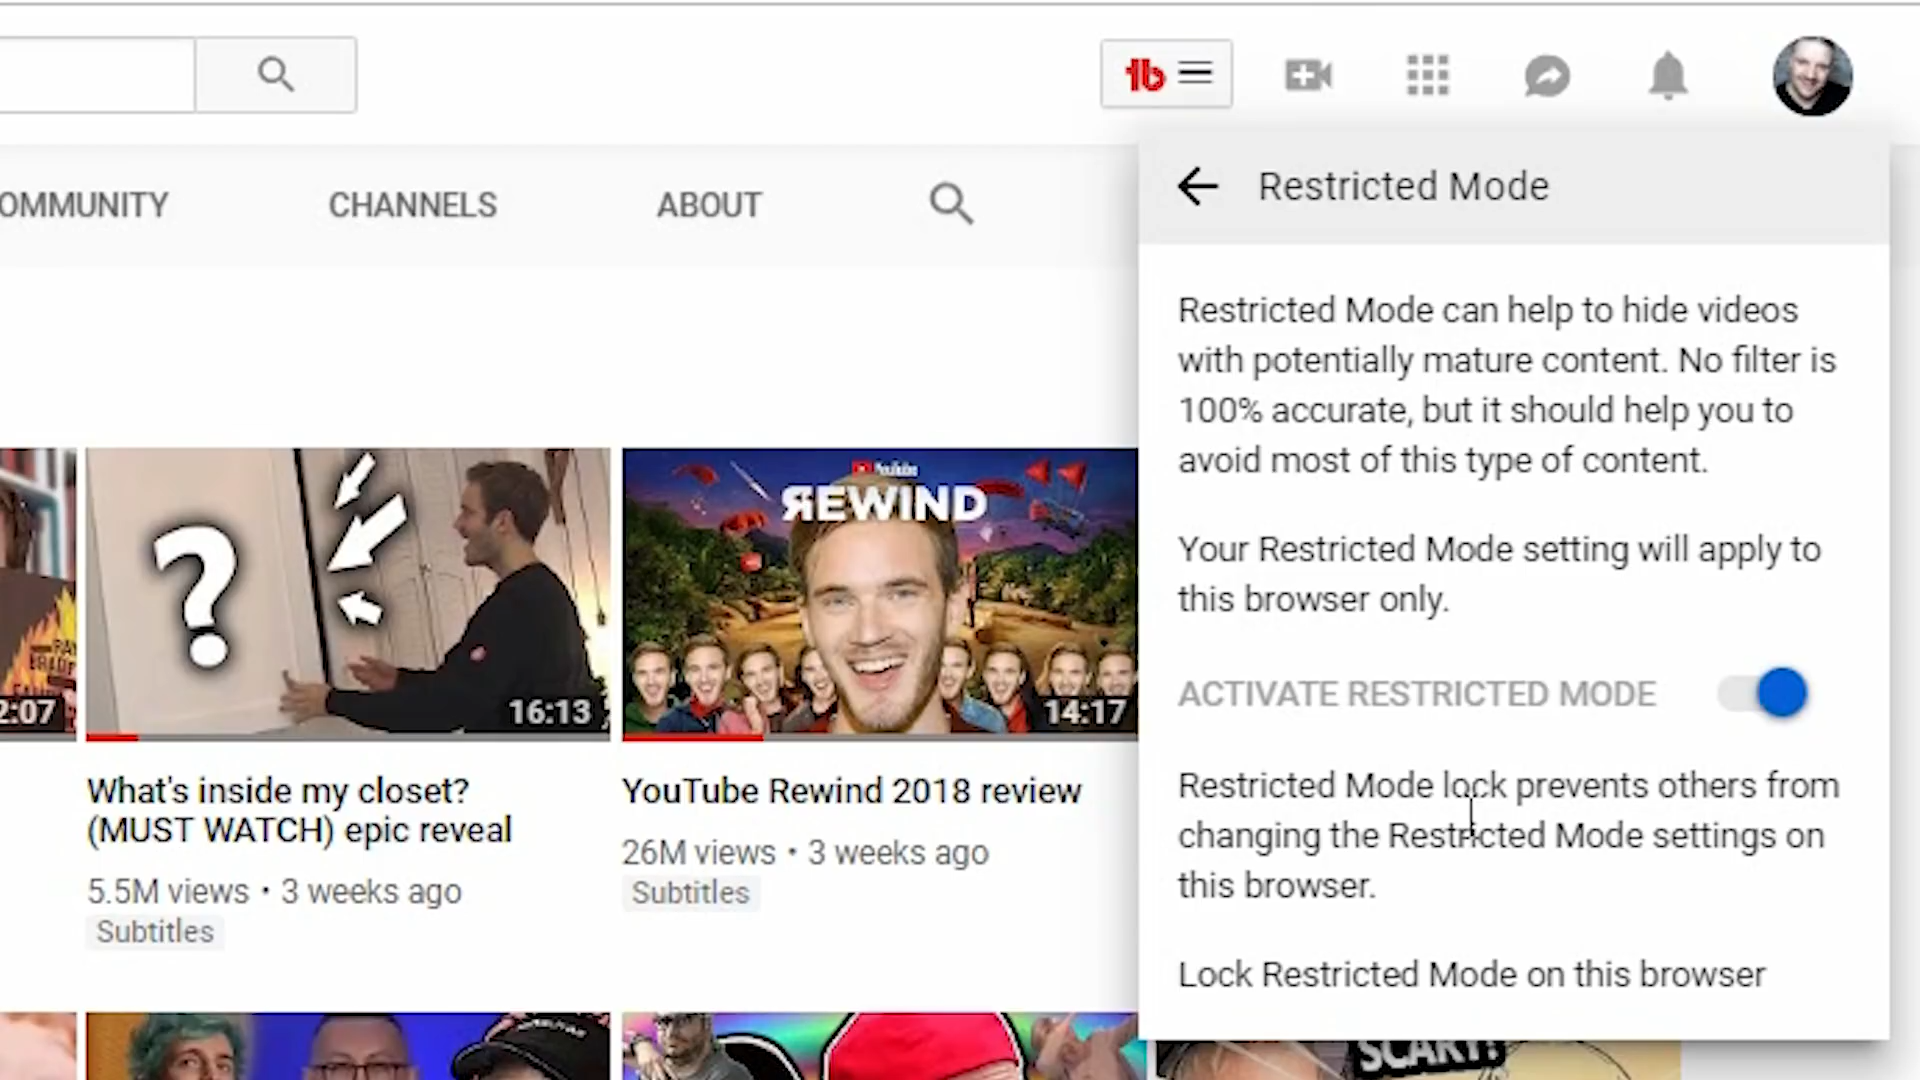 tb
OMMUNITY
CHANNELS
ABOUT
Restricted Mode
Restricted Mode can help to hide videos
with potentially mature content. No filter is
100% accurate, but it should help you to
avoid most of this type of content.
Your Restricted Mode setting will apply to
this browser only.
ACTIVATE RESTRICTED MODE
Restricted Mode lock prevents others from
changing the Restricted Mode settings on
this browser.
Lock Restricted Mode on this browser
2:07
?
16:13
What's inside my closet?
(MUST WATCH) epic reveal
5.5M views • 3 weeks ago
Subtitles
YouTube
REWIND
14:17
YouTube Rewind 2018 review
26M views • 3 weeks ago
Subtitles
SCARY!